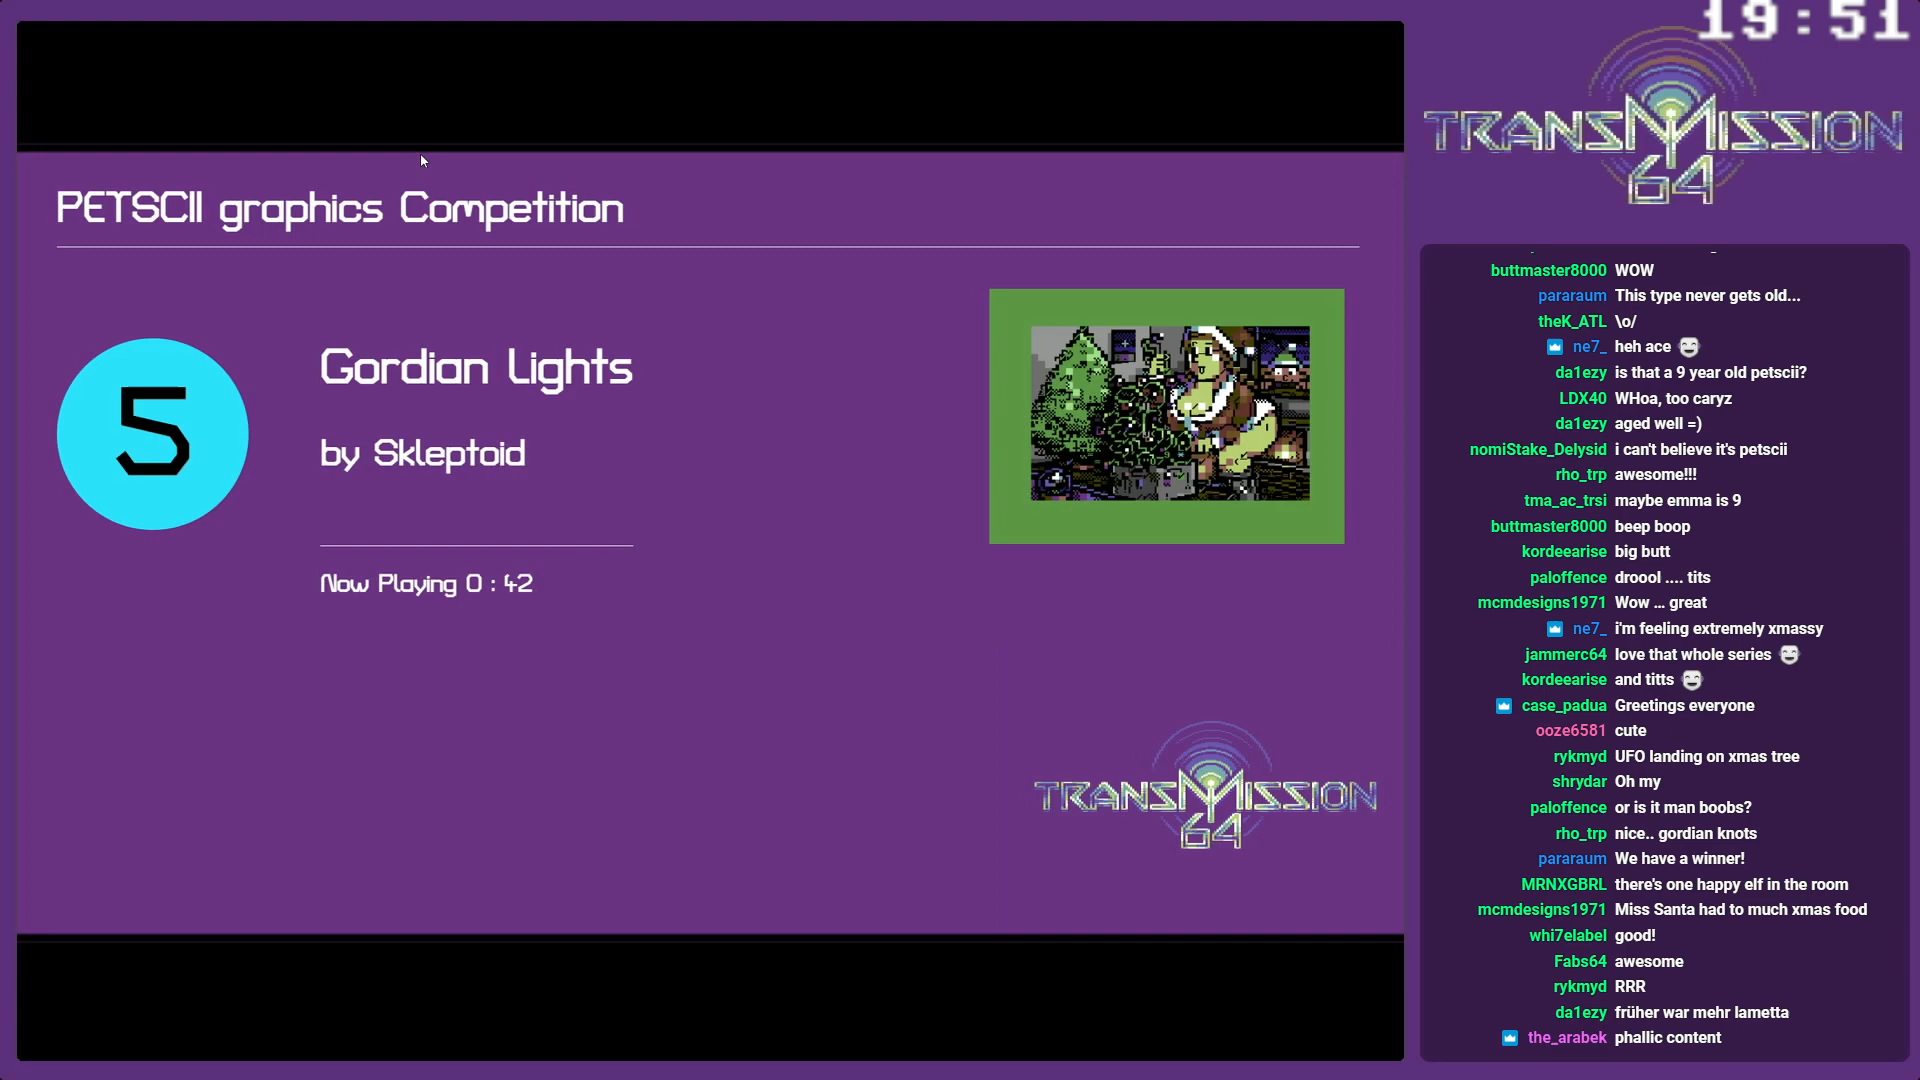 19:51
TRANSMISSION
64
PETSCII graphics Competition
5
Gordian Lights
by Skleptoid
Now Playing 0 : 42
TRANSMISSION
64
buttmaster8000 WOW
pararaum This type never gets old...
theK_ATL \o/
ne7_ heh ace
da1ezy is that a 9 year old petscii?
LDX40 WHoa, too caryz
da1ezy aged well =)
nomiStake_Delysid i can't believe it's petscii
rho_trp awesome!!!
tma_ac_trsi maybe emma is 9
buttmaster8000 beep boop
kordeearise big butt
paloffence droool .... tits
mcmdesigns1971 Wow ... great
ne7_ i'm feeling extremely xmassy
jammerc64 love that whole series
kordeearise and titts
case_padua Greetings everyone
ooze6581 cute
rykmyd UFO landing on xmas tree
shrydar Oh my
paloffence or is it man boobs?
rho_trp nice.. gordian knots
pararaum We have a winner!
MRNXGBRL there's one happy elf in the room
mcmdesigns1971 Miss Santa had to much xmas food
whi7elabel good!
Fabs64 awesome
rykmyd RRR
da1ezy früher war mehr lametta
the_arabek phallic content